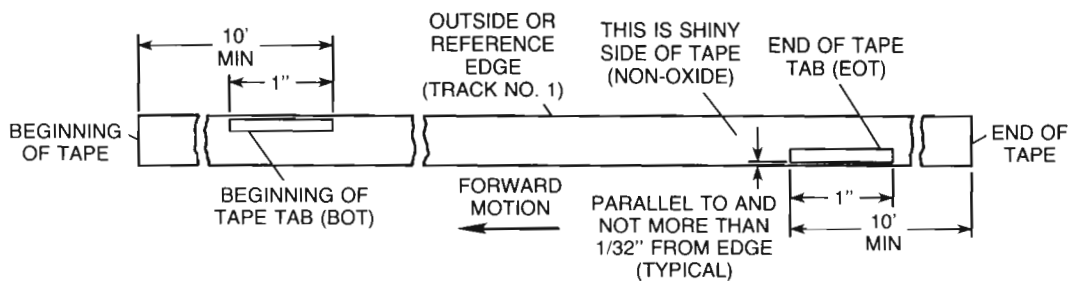 10'
MIN
1"
OUTSIDE OR
REFERENCE
EDGE
(TRACK NO. 1)
THIS IS SHINY
SIDE OF TAPE
(NON-OXIDE)
END OF TAPE
TAB (EOT)
BEGINNING
OF TAPE
END OF
TAPE
BEGINNING OF
TAPE TAB (BOT)
FORWARD
MOTION
PARALLEL TO AND
NOT MORE THAN
1/32" FROM EDGE
(TYPICAL)
1"
10'
MIN